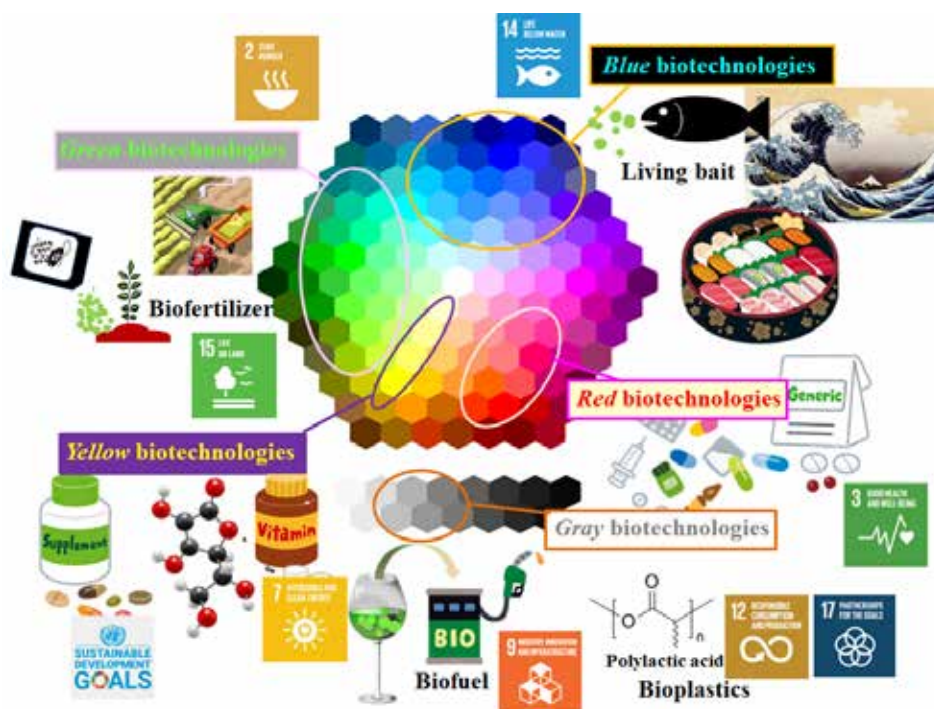 2 ZERO
HUNGER
14 LIFE
BELOW WATER
Blue biotechnologies
Green biotechnologies
Living bait
Biofertilizer
15 LIFE
ON LAND
Red biotechnologies
Generic
Yellow biotechnologies
Supplement
Vitamin
Gray biotechnologies
3 GOOD HEALTH
AND WELL-BEING
7 AFFORDABLE AND
CLEAN ENERGY
BIO
Biofuel
9 INDUSTRY, INNOVATION
AND INFRASTRUCTURE
O
O
n
Polylactic acid
Bioplastics
12 RESPONSIBLE
CONSUMPTION
AND PRODUCTION
17 PARTNERSHIPS
FOR THE GOALS
SUSTAINABLE
DEVELOPMENT
GOALS